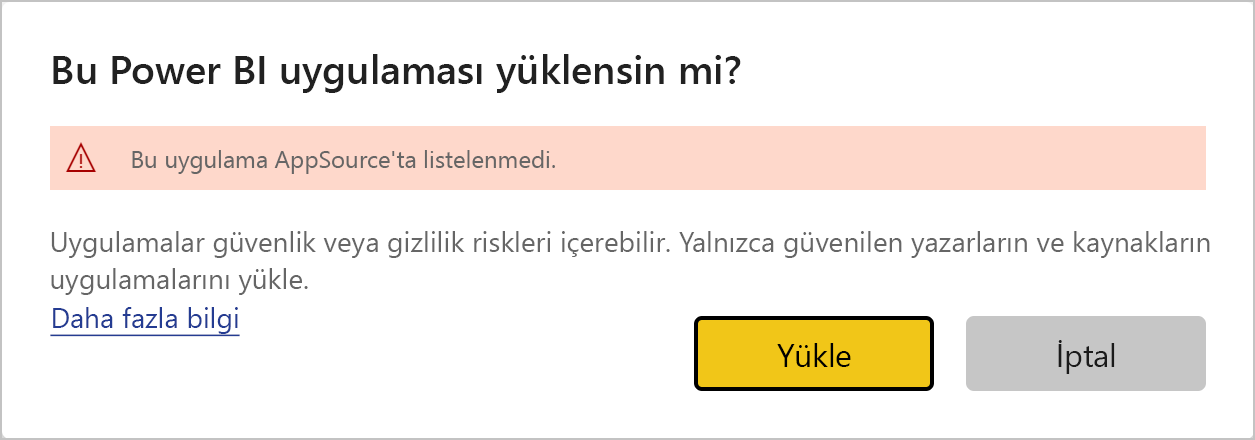 Bu Power BI uygulaması yüklensin mi?
Bu uygulama AppSource'ta listelenmedi.
Uygulamalar güvenlik veya gizlilik riskleri içerebilir. Yalnızca güvenilen yazarların ve kaynakların
uygulamalarını yükle.
Daha fazla bilgi
Yükle
İptal